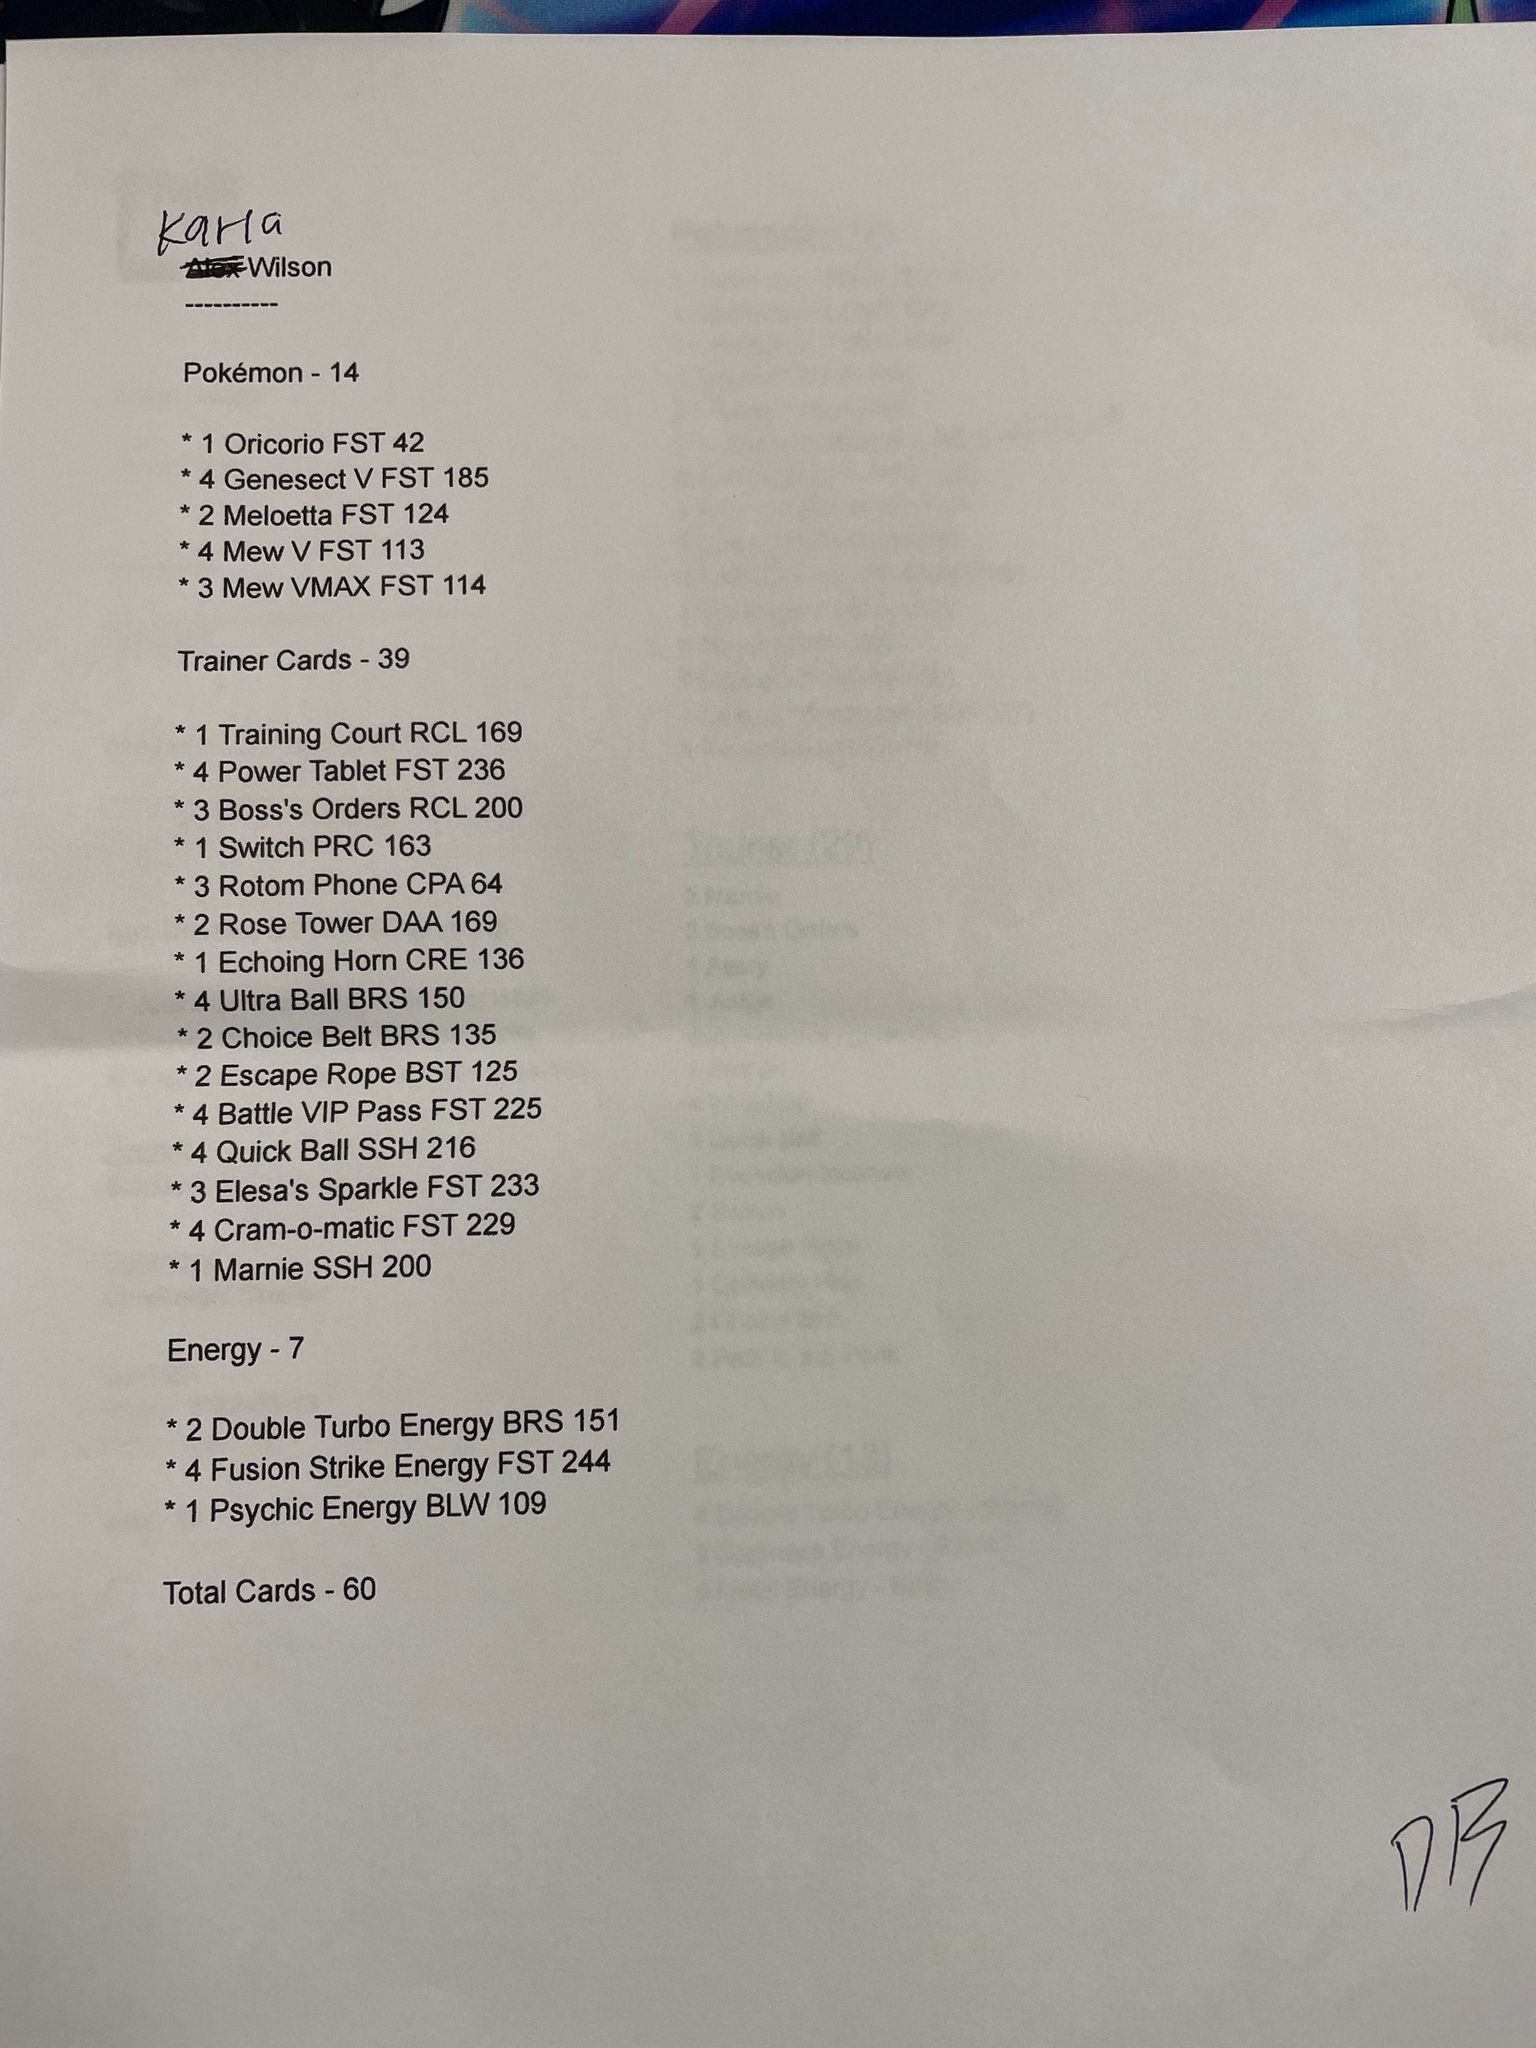 Karla
Alex Wilson
----------
Pokémon - 14
* 1 Oricorio FST 42
* 4 Genesect V FST 185
* 2 Meloetta FST 124
* 4 Mew V FST 113
* 3 Mew VMAX FST 114
Trainer Cards - 39
* 1 Training Court RCL 169
* 4 Power Tablet FST 236
* 3 Boss's Orders RCL 200
* 1 Switch PRC 163
* 3 Rotom Phone CPA 64
* 2 Rose Tower DAA 169
* 1 Echoing Horn CRE 136
* 4 Ultra Ball BRS 150
* 2 Choice Belt BRS 135
* 2 Escape Rope BST 125
* 4 Battle VIP Pass FST 225
* 4 Quick Ball SSH 216
* 3 Elesa's Sparkle FST 233
* 4 Cram-o-matic FST 229
* 1 Marnie SSH 200
Energy - 7
* 2 Double Turbo Energy BRS 151
* 4 Fusion Strike Energy FST 244
* 1 Psychic Energy BLW 109
Total Cards - 60
DB